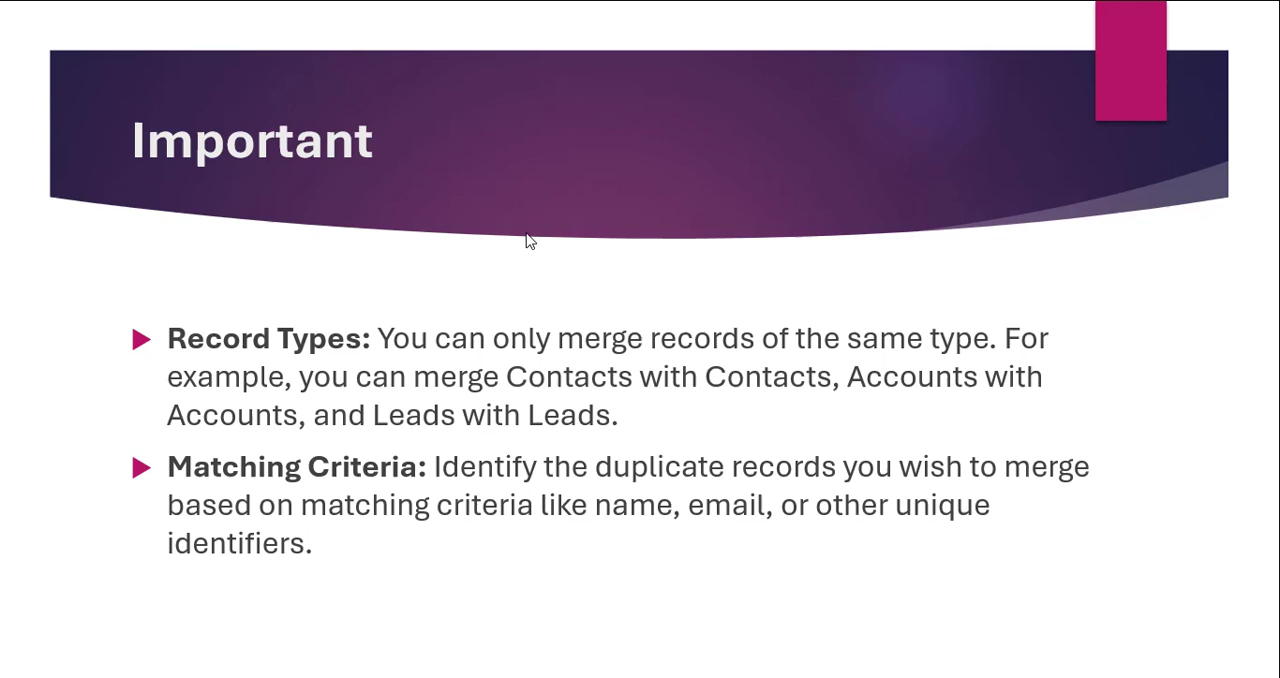 Important
Record Types: You can only merge records of the same type. For
example, you can merge Contacts with Contacts, Accounts with
Accounts, and Leads with Leads.
Matching Criteria: Identify the duplicate records you wish to merge
based on matching criteria like name, email, or other unique
identifiers.